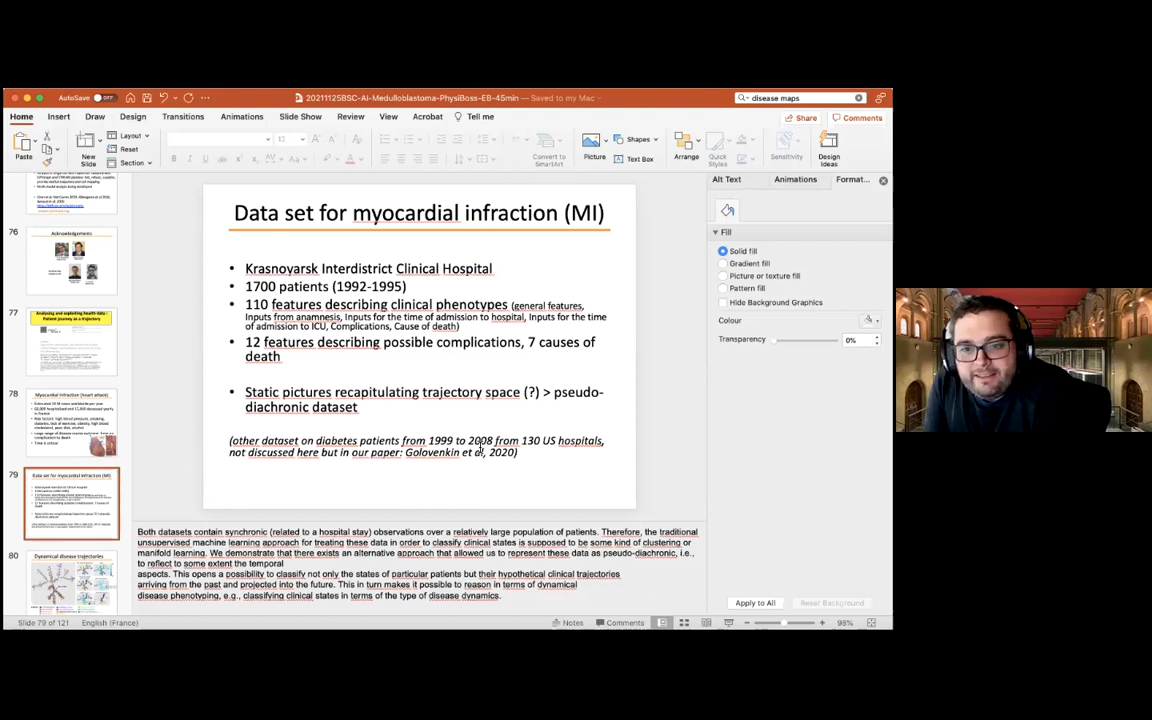 AutoSave OFF
20211125BSC-AI-Medulloblastoma-PhysiBoss-EB-45min — Saved to my Mac
disease maps
Home Insert Draw Design Transitions Animations Slide Show Review View Acrobat Tell me
Share Comments
Paste
New Slide
Layout
Reset
Section
12
Convert to SmartArt
Picture
Shapes
Text Box
Arrange
Quick Styles
Sensitivity
Design Ideas
76
Acknowledgements
77
Analysing and exploiting health data :
Patient journey as a trajectory
78
Myocardial Infraction (heart attack)
79
Data set for myocardial infraction (MI)
80
Dynamical disease trajectories
Data set for myocardial infraction (MI)
• Krasnoyarsk Interdistrict Clinical Hospital
• 1700 patients (1992-1995)
• 110 features describing clinical phenotypes (general features,
Inputs from anamnesis, Inputs for the time of admission to hospital, Inputs for the time
of admission to ICU, Complications, Cause of death)
• 12 features describing possible complications, 7 causes of
death
• Static pictures recapitulating trajectory space (?) > pseudo-
diachronic dataset
(other dataset on diabetes patients from 1999 to 2008 from 130 US hospitals,
not discussed here but in our paper: Golovenkin et al, 2020)
Both datasets contain synchronic (related to a hospital stay) observations over a relatively large population of patients. Therefore, the traditional
unsupervised machine learning approach for treating these data in order to classify clinical states is supposed to be some kind of clustering or
manifold learning. We demonstrate that there exists an alternative approach that allowed us to represent these data as pseudo-diachronic, i.e.,
to reflect to some extent the temporal
aspects. This opens a possibility to classify not only the states of particular patients but their hypothetical clinical trajectories
arriving from the past and projected into the future. This in turn makes it possible to reason in terms of dynamical
disease phenotyping, e.g., classifying clinical states in terms of the type of disease dynamics.
Alt Text Animations Format...
Fill
Solid fill
Gradient fill
Picture or texture fill
Pattern fill
Hide Background Graphics
Colour
Transparency 0%
Apply to All Reset Background
Slide 79 of 121 English (France) Notes Comments 98%